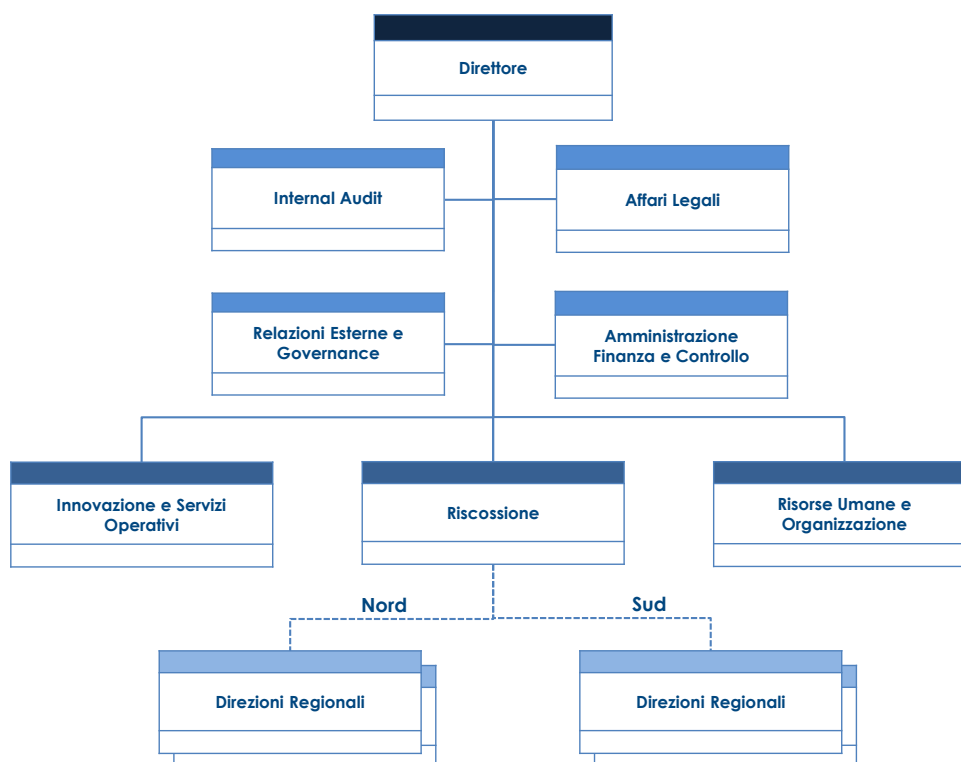 Direttore
Internal Audit
Affari Legali
Relazioni Esterne e
Governance
Amministrazione
Finanza e Controllo
Innovazione e Servizi
Operativi
Riscossione
Risorse Umane e
Organizzazione
Nord
Sud
Direzioni Regionali
Direzioni Regionali